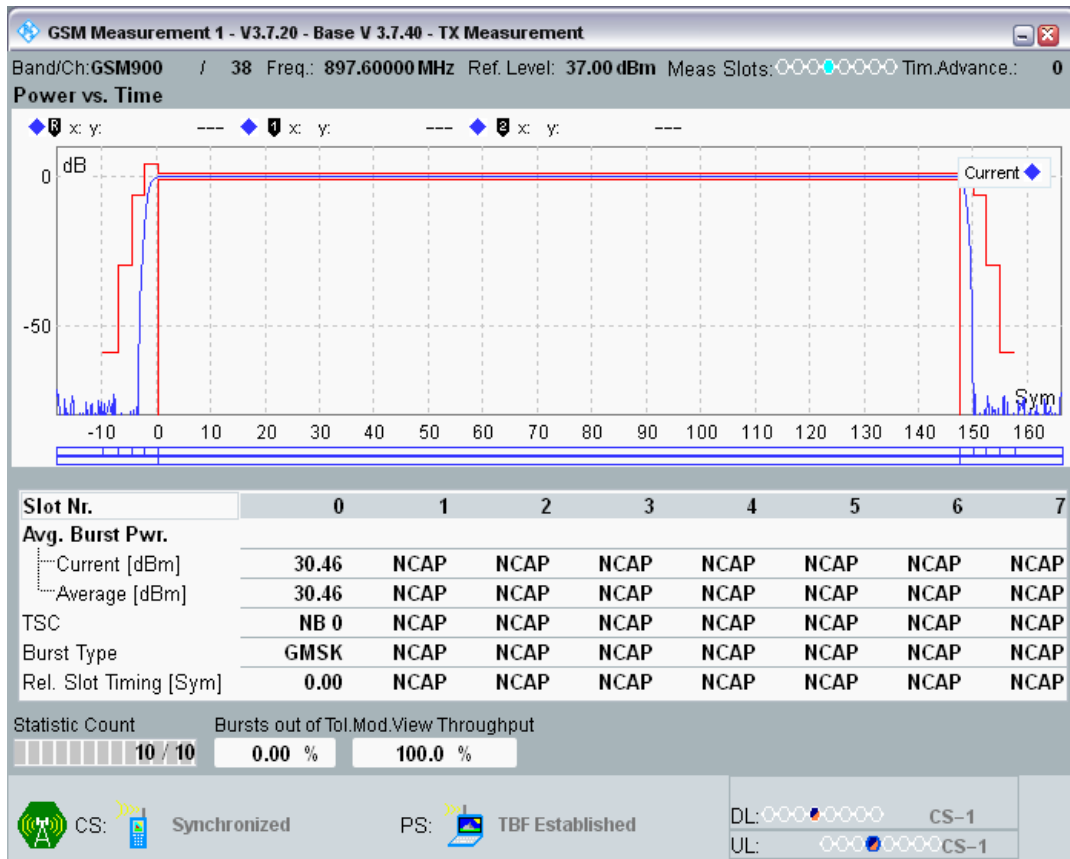 GSM Measurement 1 - V3.7.20 - Base V 3.7.40 - TX Measurement
Band/Ch:GSM900 / 38 Freq.: 897.60000 MHz Ref. Level: 37.00 dBm Meas Slots: Tim.Advance.: 0
Power vs. Time
R x: y: --- 1 x: y: --- 2 x: y: ---
dB
Current
0
-50
Sym
-10 0 10 20 30 40 50 60 70 80 90 100 110 120 130 140 150 160
Slot Nr. 0 1 2 3 4 5 6 7
Avg. Burst Pwr.
Current [dBm] 30.46 NCAP NCAP NCAP NCAP NCAP NCAP NCAP
Average [dBm] 30.46 NCAP NCAP NCAP NCAP NCAP NCAP NCAP
TSC NB 0 NCAP NCAP NCAP NCAP NCAP NCAP NCAP
Burst Type GMSK NCAP NCAP NCAP NCAP NCAP NCAP NCAP
Rel. Slot Timing [Sym] 0.00 NCAP NCAP NCAP NCAP NCAP NCAP NCAP
Statistic Count Bursts out of Tol.Mod.View Throughput
10 / 10 0.00 % 100.0 %
CS: Synchronized PS: TBF Established
DL: CS-1
UL: CS-1